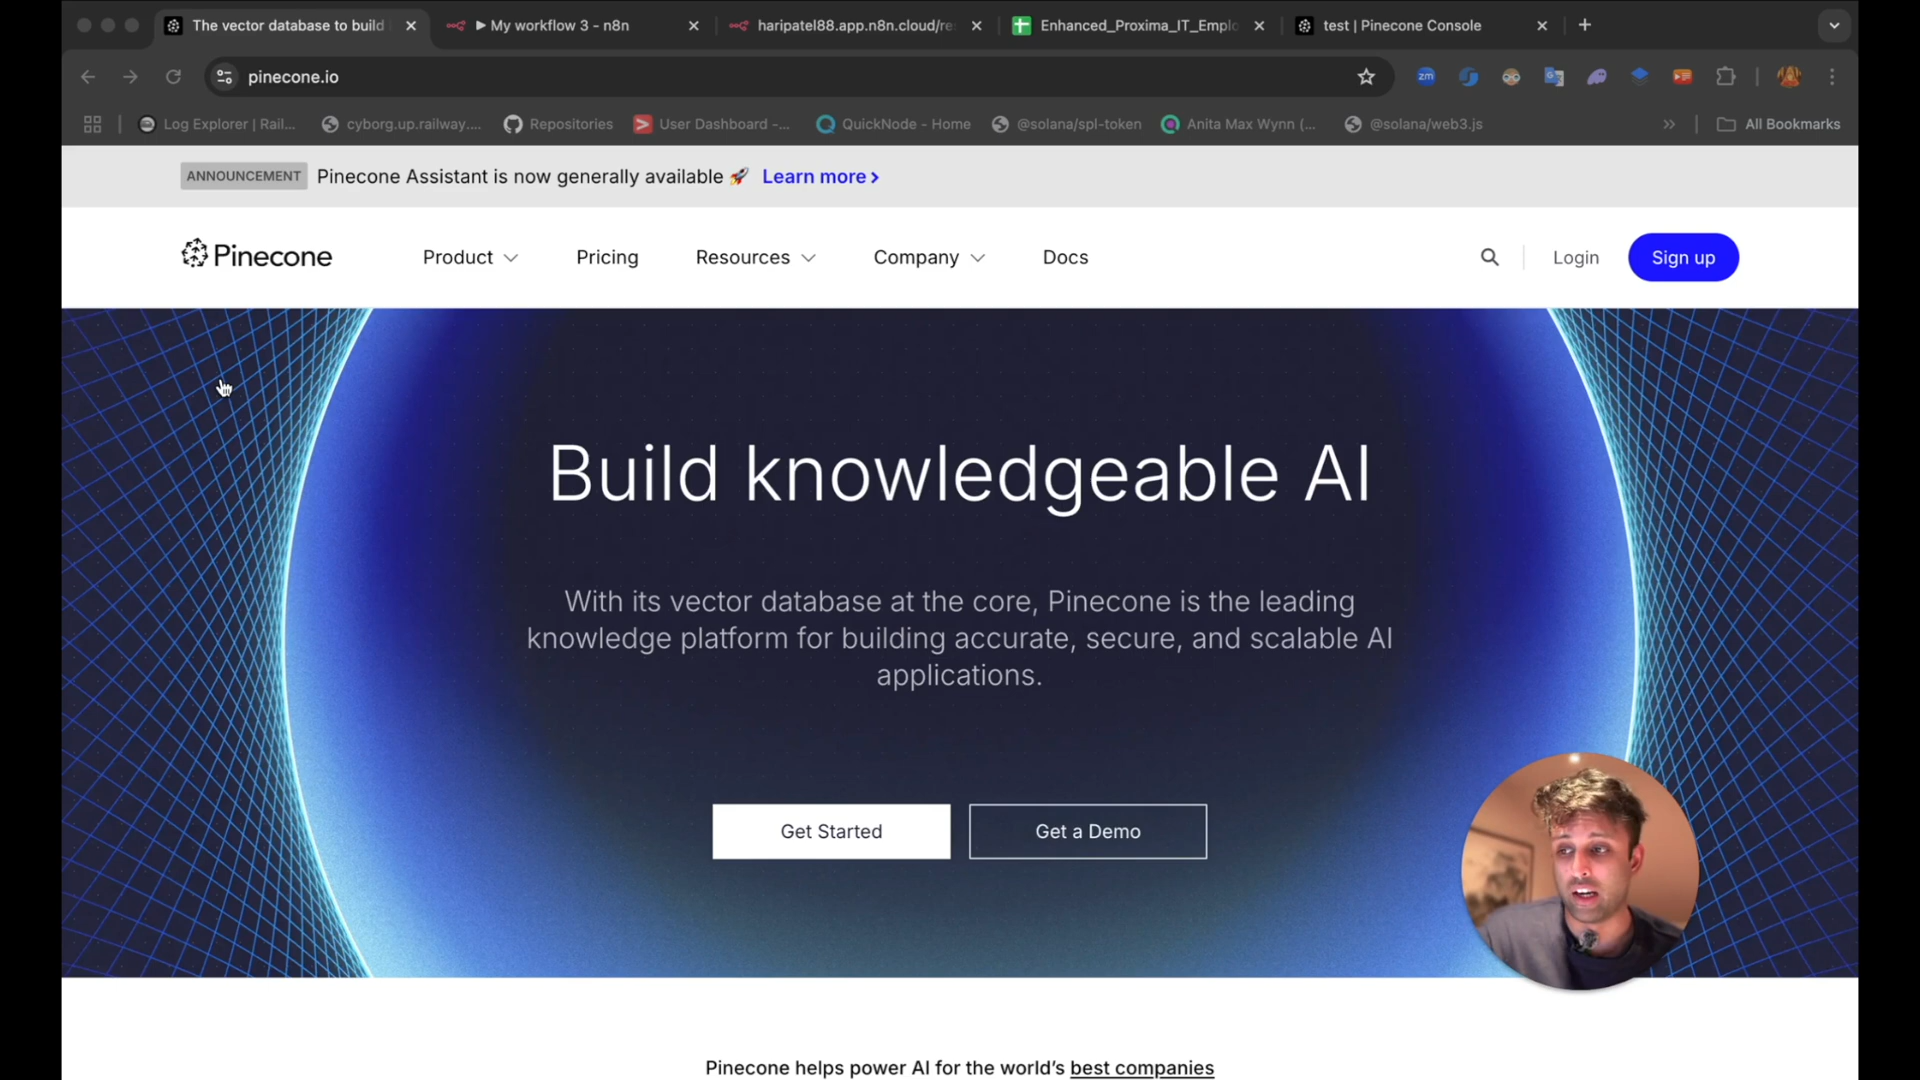 The vector database to build
My workflow 3 - n8n
haripatel88.app.n8n.cloud/re
Enhanced_Proxima_IT_Emplo
test | Pinecone Console
pinecone.io
zm
Log Explorer | Rail...
cyborg.up.railway....
Repositories
User Dashboard -...
QuickNode - Home
@solana/spl-token
Anita Max Wynn (...
@solana/web3.js
All Bookmarks
ANNOUNCEMENT Pinecone Assistant is now generally available 🚀 Learn more >
Pinecone
Product
Pricing
Resources
Company
Docs
Login
Sign up
Build knowledgeable AI
With its vector database at the core, Pinecone is the leading
knowledge platform for building accurate, secure, and scalable AI
applications.
Get Started
Get a Demo
Pinecone helps power AI for the world's best companies